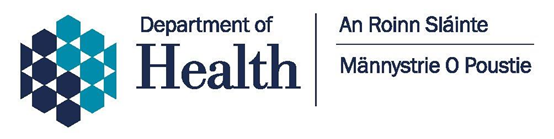 Department of
Health
An Roinn Sláinte
Männystrie O Poustie